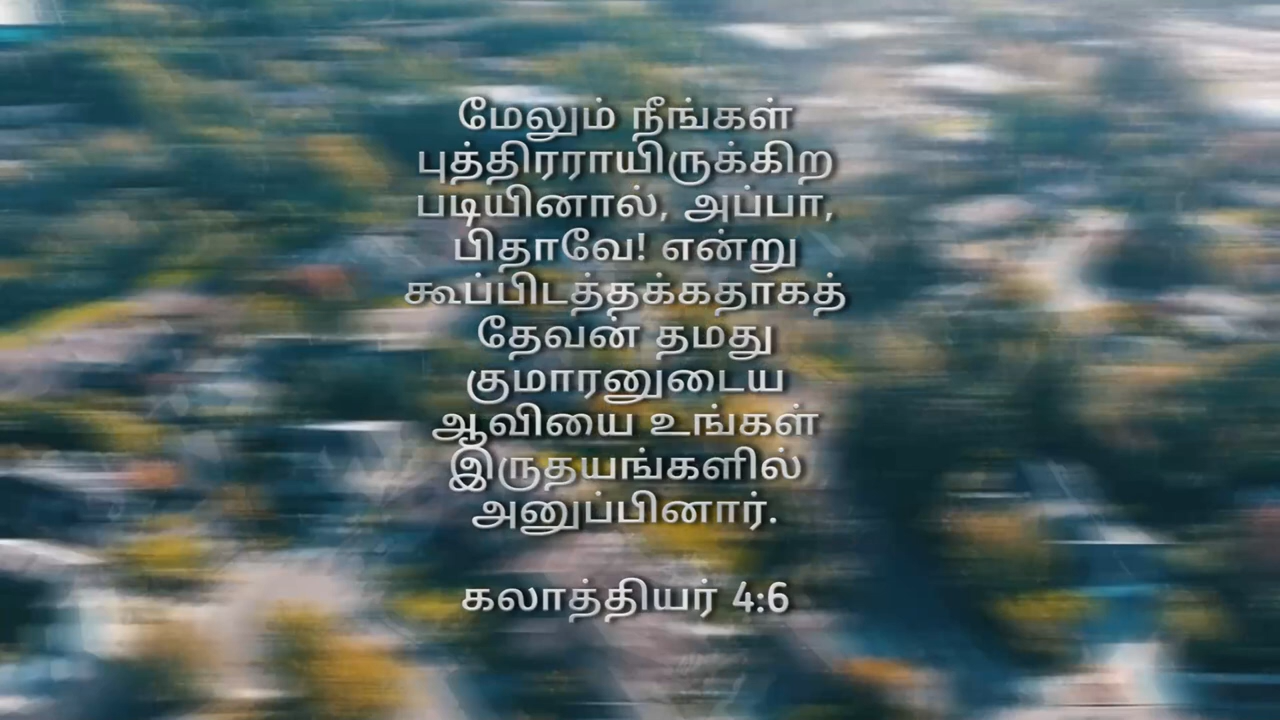 மேலும் நீங்கள்
புத்திரராயிருக்கிற
படியினால், அப்பா,
பிதாவே! என்று
கூப்பிடத்தக்கதாகத்
தேவன் தமது
குமாரனுடைய
ஆவியை உங்கள்
இருதயங்களில்
அனுப்பினார்.
கலாத்தியர் 4:6